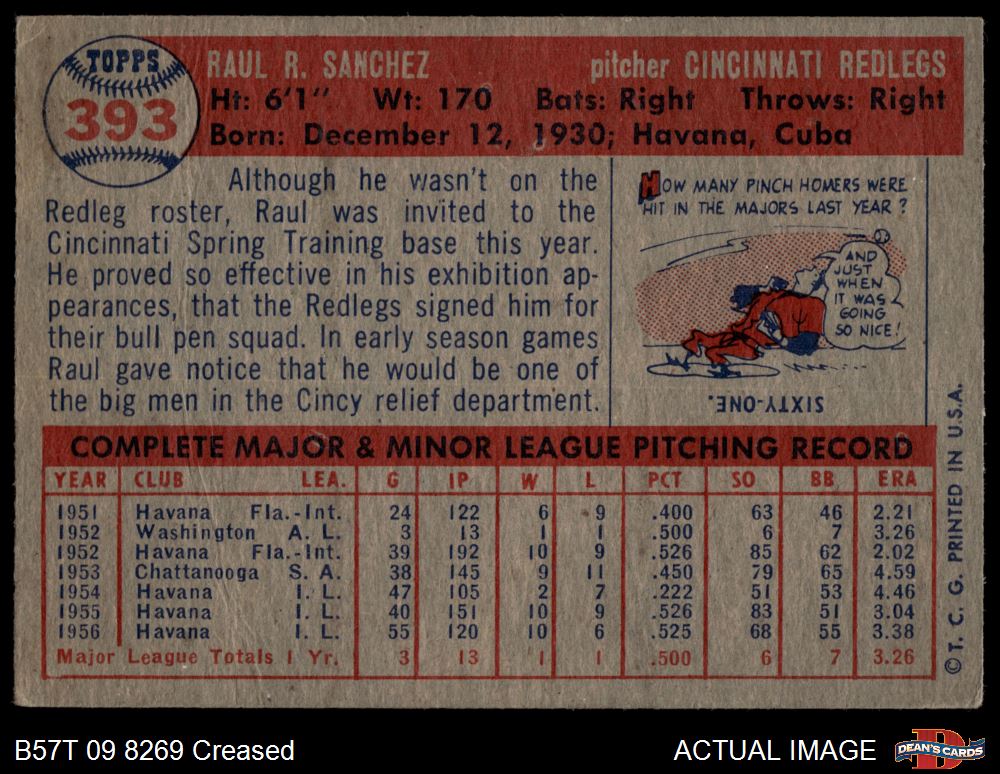 TOPPS
393
RAUL R. SANCHEZ pitcher CINCINNATI REDLEGS
Ht: 6'1" Wt: 170 Bats: Right Throws: Right
Born: December 12, 1930; Havana, Cuba
Although he wasn't on the
Redleg roster, Raul was invited to the
Cincinnati Spring Training base this year.
He proved so effective in his exhibition ap-
pearances, that the Redlegs signed him for
their bull pen squad. In early season games
Raul gave notice that he would be one of
the big men in the Cincy relief department.
HOW MANY PINCH HOMERS WERE
HIT IN THE MAJORS LAST YEAR?
AND
JUST
WHEN
IT WAS
GOING
SO NICE!
SIXTY-ONE.
COMPLETE MAJOR & MINOR LEAGUE PITCHING RECORD
YEAR CLUB LEA. G IP W L PCT SO BB ERA
1951 Havana Fla.-Int. 24 122 6 9 .400 63 46 2.21
1952 Washington A. L. 3 13 1 1 .500 6 7 3.26
1952 Havana Fla.-Int. 39 192 10 9 .526 85 62 2.02
1953 Chattanooga S. A. 38 145 9 11 .450 79 65 4.59
1954 Havana I. L. 47 105 2 7 .222 51 53 4.46
1955 Havana I. L. 40 151 10 9 .526 83 51 3.04
1956 Havana I. L. 55 120 10 6 .525 68 55 3.38
Major League Totals 1 Yr. 3 13 1 1 .500 6 7 3.26
© T. C. G. PRINTED IN U.S.A.
B57T 09 8269 Creased
ACTUAL IMAGE
D
DEAN'S CARDS